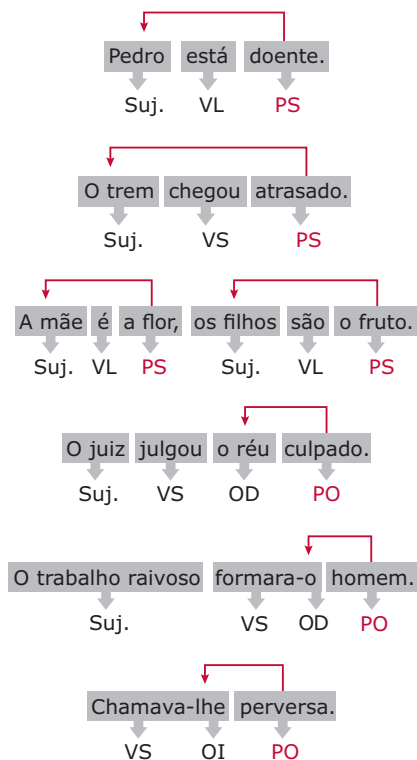 Pedro está doente.
Suj. VL PS
O trem chegou atrasado.
Suj. VS PS
A mãe é a flor, os filhos são o fruto.
Suj. VL PS Suj. VL PS
O juiz julgou o réu culpado.
Suj. VS OD PO
O trabalho raivoso formara-o homem.
Suj. VS OD PO
Chamava-lhe perversa.
VS OI PO